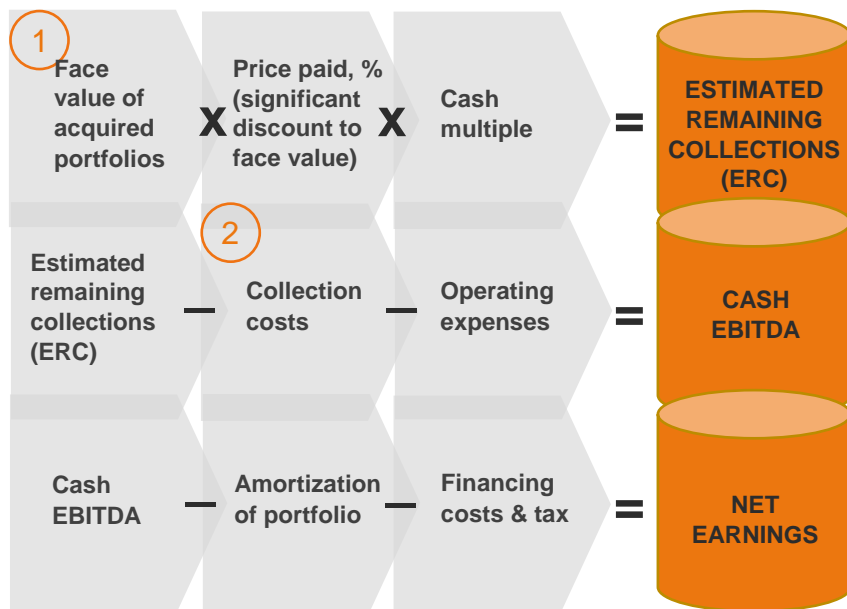 1
Face
value of
acquired
portfolios
x
Price paid, %
(significant
discount to
face value)
x
Cash
multiple
=
ESTIMATED
REMAINING
COLLECTIONS
(ERC)
Estimated
remaining
collections
(ERC)
–
2
Collection
costs
–
Operating
expenses
=
CASH
EBITDA
Cash
EBITDA
–
Amortization
of portfolio
–
Financing
costs & tax
=
NET
EARNINGS